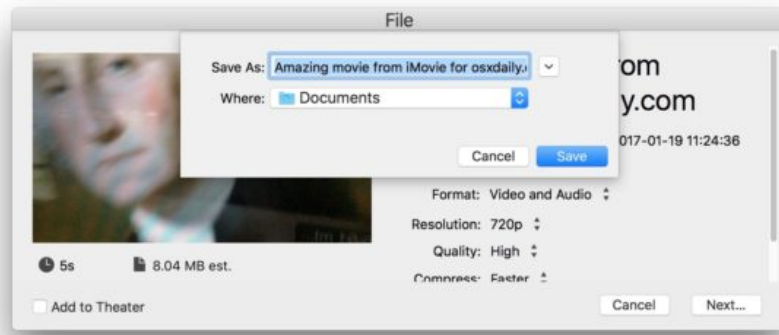 File
Save As: Amazing movie from iMovie for osxdaily.
Where: Documents
Cancel Save
om
y.com
017-01-19 11:24:36
Format: Video and Audio
Resolution: 720p
Quality: High
Compress: Faster
5s 8.04 MB est.
Add to Theater
Cancel Next...